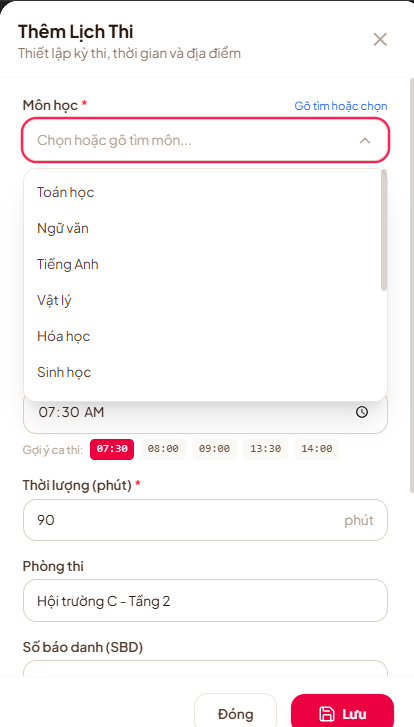 Thêm Lịch Thi
Thiết lập kỳ thi, thời gian và địa điểm
Môn học *
Gõ tìm hoặc chọn
Chọn hoặc gõ tìm môn...
Toán học
Ngữ văn
Tiếng Anh
Vật lý
Hóa học
Sinh học
07:30 AM
Gợi ý ca thi: 07:30 08:00 09:00 13:30 14:00
Thời lượng (phút) *
90 phút
Phòng thi
Hội trường C - Tầng 2
Số báo danh (SBD)
Đóng Lưu